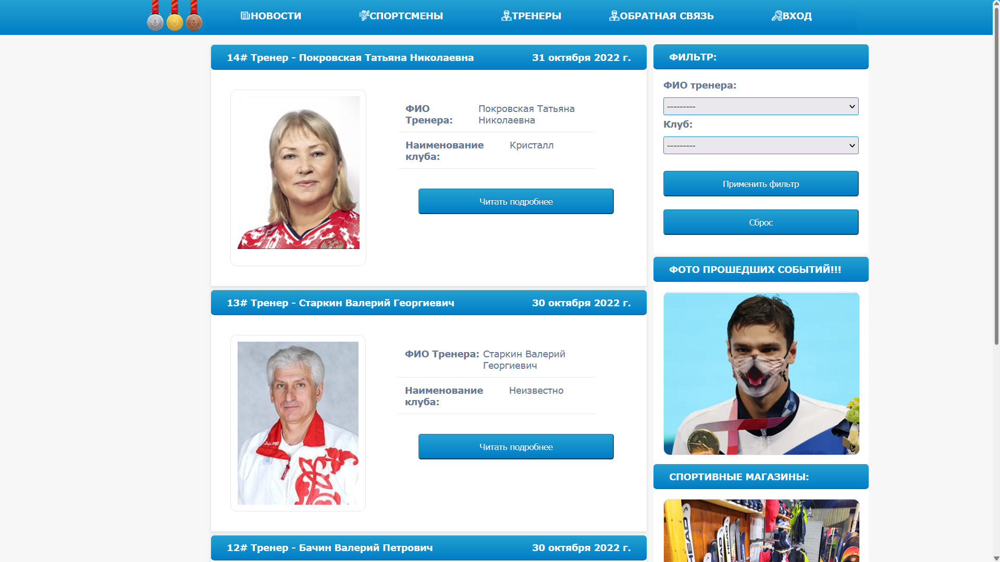 НОВОСТИ
СПОРТСМЕНЫ
ТРЕНЕРЫ
ОБРАТНАЯ СВЯЗЬ
ВХОД
14# Тренер - Покровская Татьяна Николаевна
31 октября 2022 г.
ФИО
Тренера:
Покровская Татьяна
Николаевна
Наименование
клуба:
Кристалл
Читать подробнее
13# Тренер - Старкин Валерий Георгиевич
30 октября 2022 г.
ФИО Тренера:
Старкин Валерий
Георгиевич
Наименование
клуба:
Неизвестно
Читать подробнее
12# Тренер - Бачин Валерий Петрович
30 октября 2022 г.
ФИЛЬТР:
ФИО тренера:
---------
Клуб:
---------
Применить фильтр
Сброс
ФОТО ПРОШЕДШИХ СОБЫТИЙ!!!
СПОРТИВНЫЕ МАГАЗИНЫ:
HEAD
HEAD